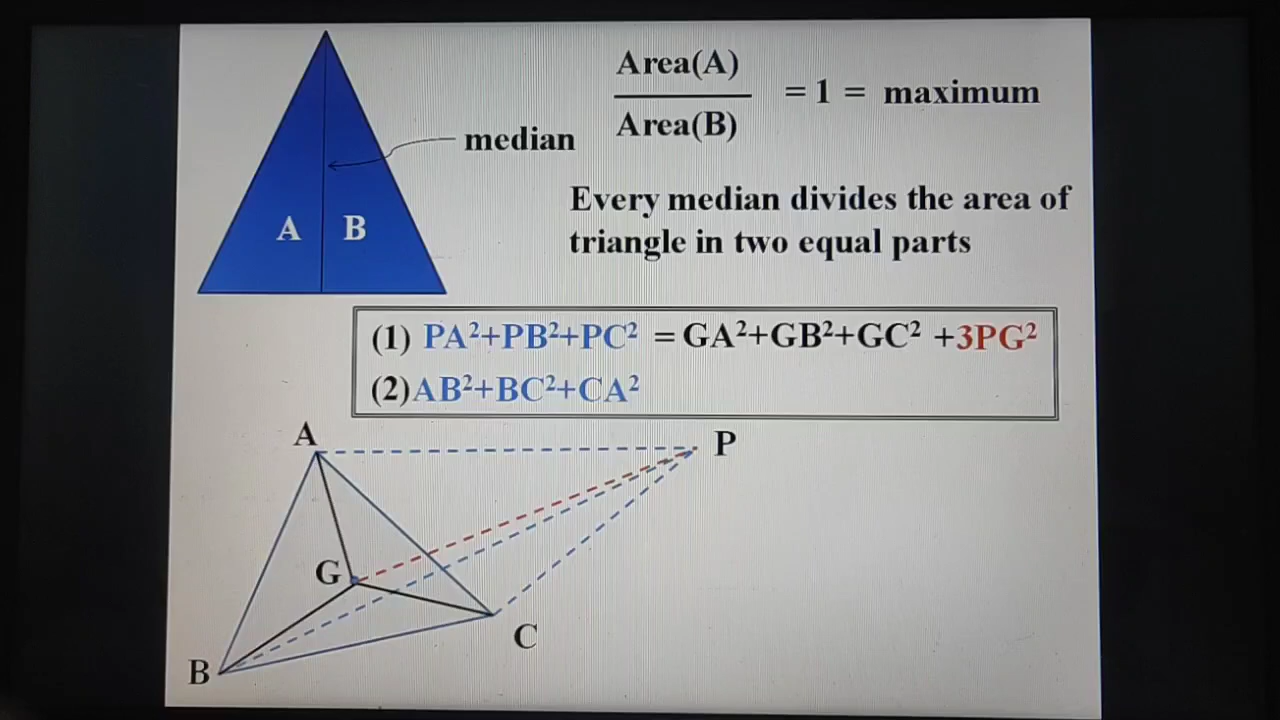 Area(A)
Area(B)
= 1 = maximum
median
Every median divides the area of
triangle in two equal parts
A B
(1) PA²+PB²+PC² = GA²+GB²+GC² +3PG²
(2)AB²+BC²+CA²
A
P
G
C
B